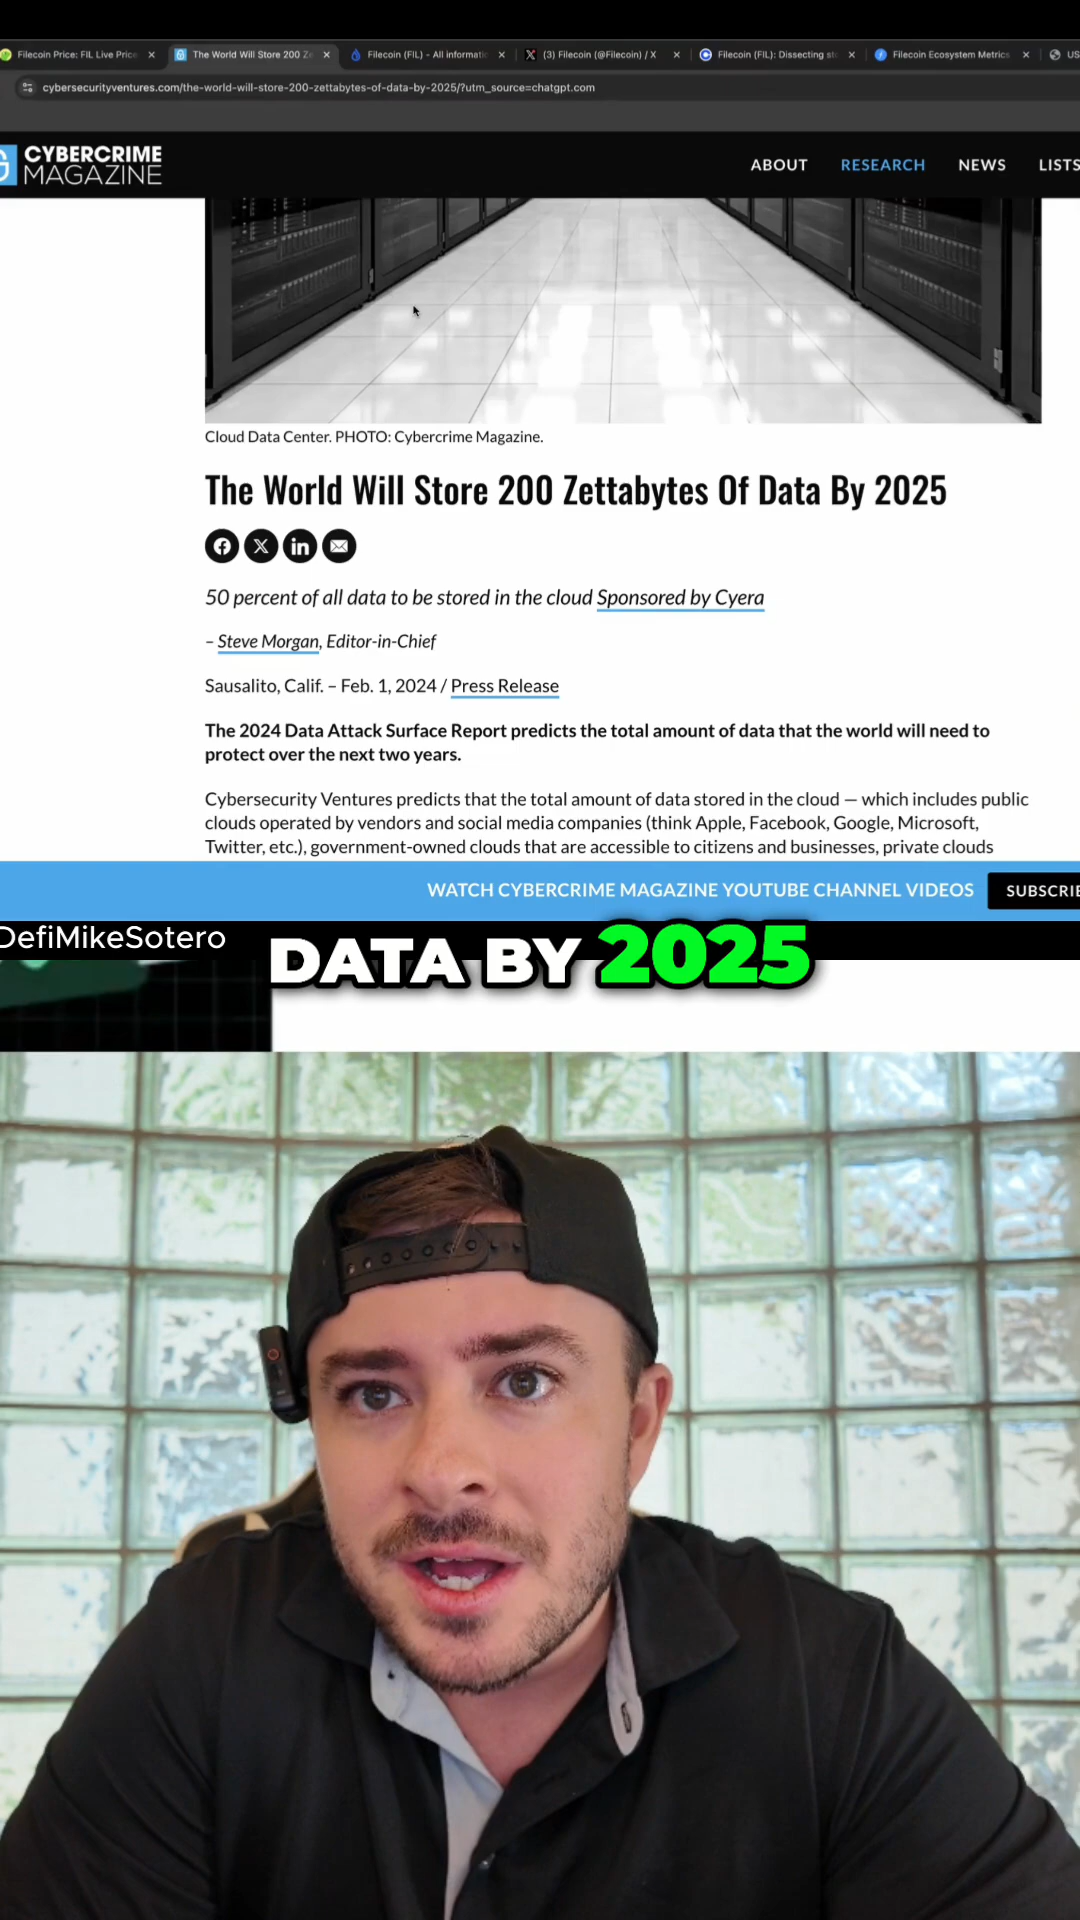 Filecoin Price: FIL Live Price
The World Will Store 200 Ze
Filecoin (FIL) - All informati
(3) Filecoin (@Filecoin) / X
Filecoin (FIL): Dissecting st
Filecoin Ecosystem Metrics
US
cybersecurityventures.com/the-world-will-store-200-zettabytes-of-data-by-2025/?utm_source=chatgpt.com
CYBERCRIME
MAGAZINE
ABOUT
RESEARCH
NEWS
LISTS
Cloud Data Center. PHOTO: Cybercrime Magazine.
The World Will Store 200 Zettabytes Of Data By 2025
50 percent of all data to be stored in the cloud Sponsored by Cyera
– Steve Morgan, Editor-in-Chief
Sausalito, Calif. – Feb. 1, 2024 / Press Release
The 2024 Data Attack Surface Report predicts the total amount of data that the world will need to
protect over the next two years.
Cybersecurity Ventures predicts that the total amount of data stored in the cloud — which includes public
clouds operated by vendors and social media companies (think Apple, Facebook, Google, Microsoft,
Twitter, etc.), government-owned clouds that are accessible to citizens and businesses, private clouds
WATCH CYBERCRIME MAGAZINE YOUTUBE CHANNEL VIDEOS
SUBSCRIBE
DefiMikeSotero
DATA BY 2025